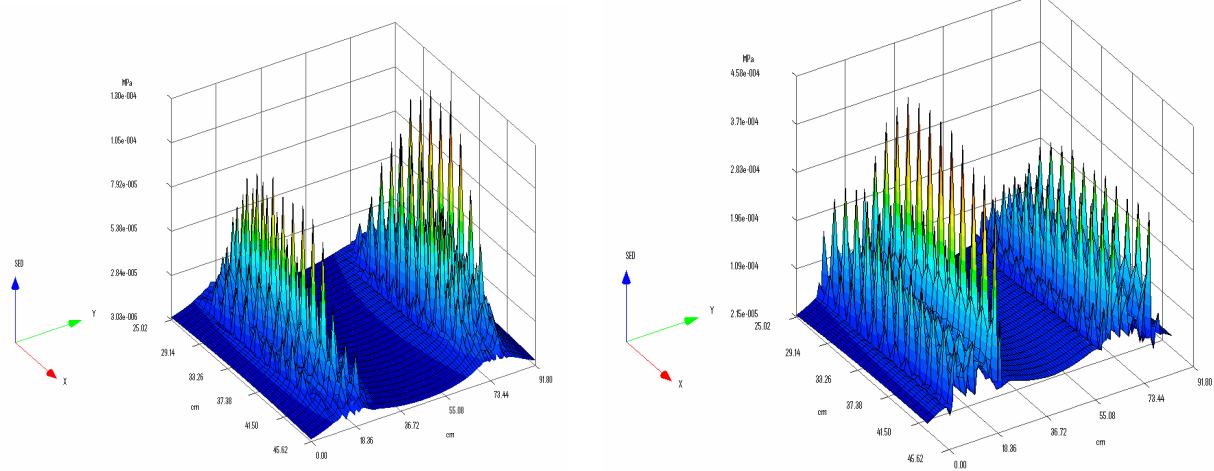 MPa
1.30e-004
1.05e-004
7.92e-005
5.38e-005
2.84e-005
3.03e-006
25.02
29.14
33.26
37.38
cm
41.50
45.62
0.00
18.36
36.72
55.08
cm
73.44
91.80
SED
Y
X
MPa
4.58e-004
3.71e-004
2.83e-004
1.96e-004
1.09e-004
2.15e-005
25.02
29.14
33.26
37.38
cm
41.50
45.62
0.00
18.36
36.72
55.08
cm
73.44
91.80
SED
Y
X